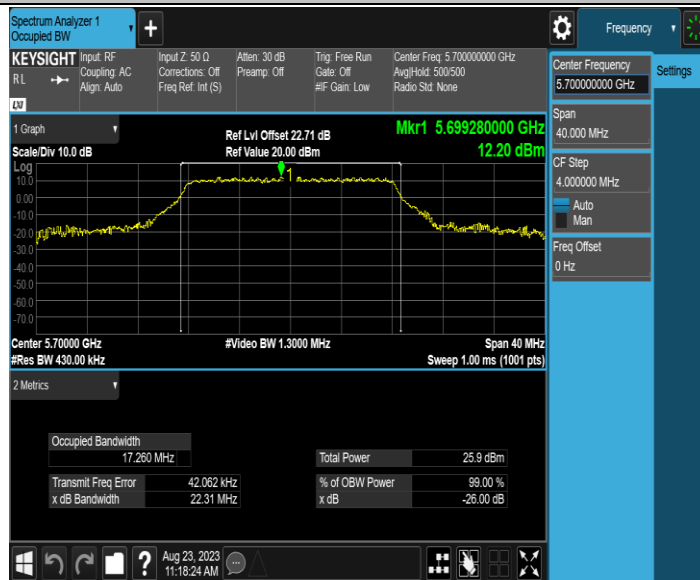 Spectrum Analyzer 1
Occupied BW
Frequency
KEYSIGHT
RL
LXI
Input: RF
Coupling: AC
Align: Auto
Input Z: 50 Ω
Corrections: Off
Freq Ref: Int (S)
Atten: 30 dB
Preamp: Off
Trig: Free Run
Gate: Off
#IF Gain: Low
Center Freq: 5.700000000 GHz
Avg|Hold: 500/500
Radio Std: None
Center Frequency
5.700000000 GHz
Settings
Span
40.000 MHz
CF Step
4.000000 MHz
Auto
Man
Freq Offset
0 Hz
1 Graph
Scale/Div 10.0 dB
Ref Lvl Offset 22.71 dB
Ref Value 20.00 dBm
Mkr1 5.699280000 GHz
12.20 dBm
Log
10.0
0.00
-10.0
-20.0
-30.0
-40.0
-50.0
-60.0
-70.0
1
Center 5.70000 GHz
#Res BW 430.00 kHz
#Video BW 1.3000 MHz
Span 40 MHz
Sweep 1.00 ms (1001 pts)
2 Metrics
Occupied Bandwidth
17.260 MHz
Transmit Freq Error 42.062 kHz
x dB Bandwidth 22.31 MHz
Total Power 25.9 dBm
% of OBW Power 99.00 %
x dB -26.00 dB
Aug 23, 2023
11:18:24 AM